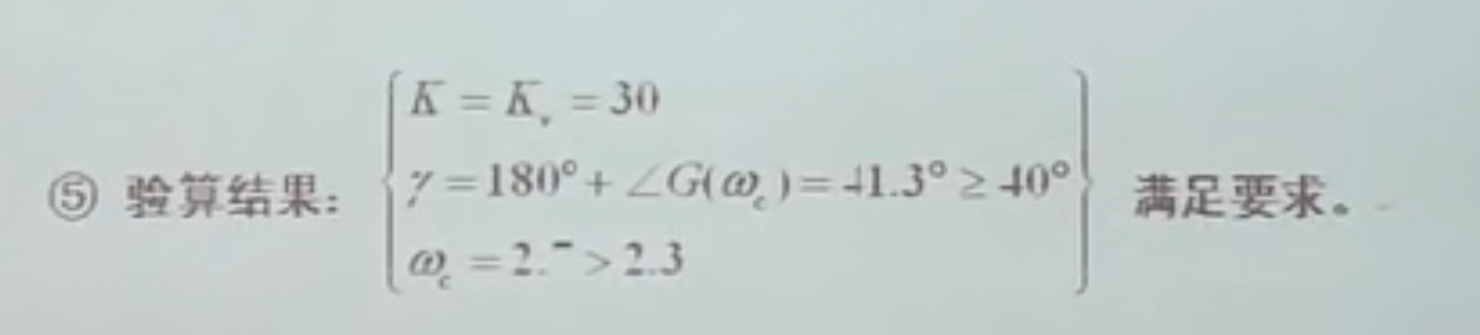 K = Kᵥ = 30
⑤ 验算结果: γ = 180° + ∠G(ω_c) = 41.3° ≥ 40° 满足要求。
ω_c = 2. > 2.3